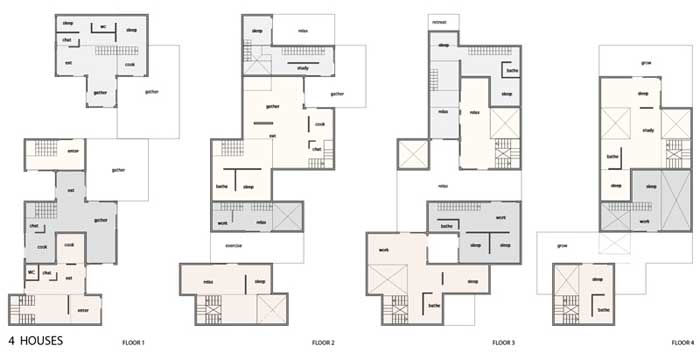 sleep
wc
chat
eat
cook
gather
gather
enter
eat
chat
gather
cook
cook
WC
chat
eat
enter
sleep
relax
study
gather
gather
eat
cook
chat
bathe
sleep
work
relax
exercise
relax
sleep
retreat
sleep
bathe
sleep
relax
relax
relax
work
bathe
sleep
sleep
work
sleep
bathe
grow
sleep
study
bathe
sleep
work
grow
sleep
bathe
4 HOUSES
FLOOR 1
FLOOR 2
FLOOR 3
FLOOR 4